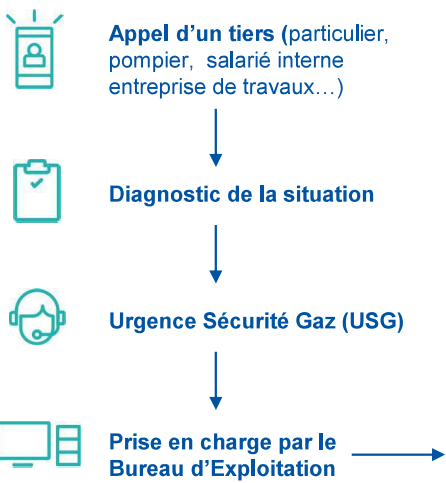 Appel d'un tiers (particulier,
pompier, salarié interne
entreprise de travaux…)
Diagnostic de la situation
Urgence Sécurité Gaz (USG)
Prise en charge par le
Bureau d'Exploitation